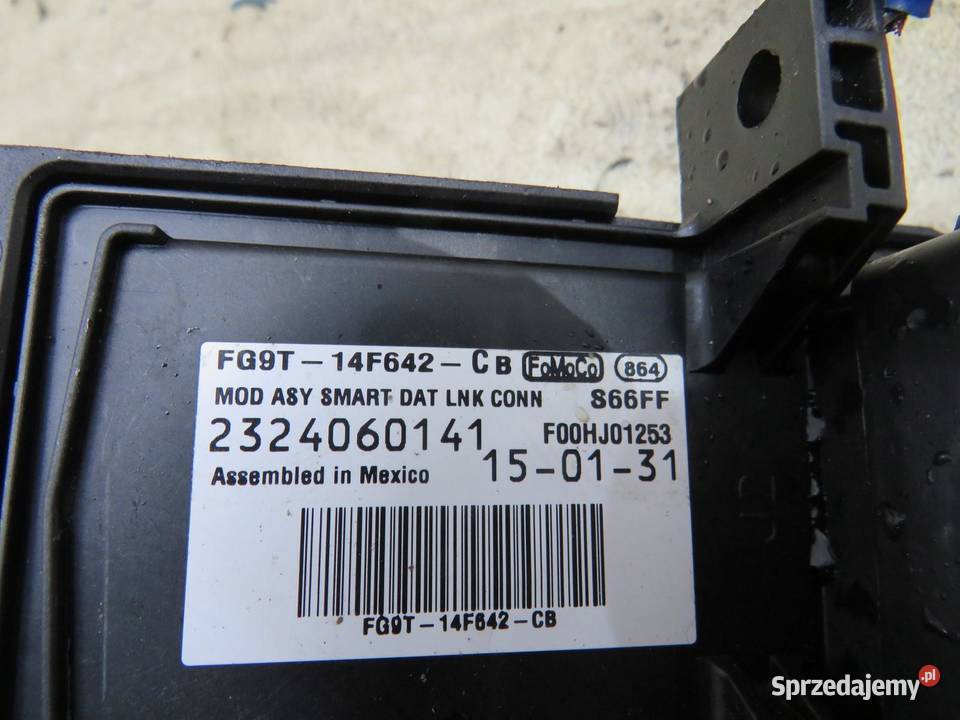 FG9T-14F642-CB FoMoCo 864
MOD ASY SMART DAT LNK CONN S66FF
2324060141 F00HJ01253
Assembled in Mexico 15-01-31
FG9T-14F642-CB
J2
Sprzedajemy.pl